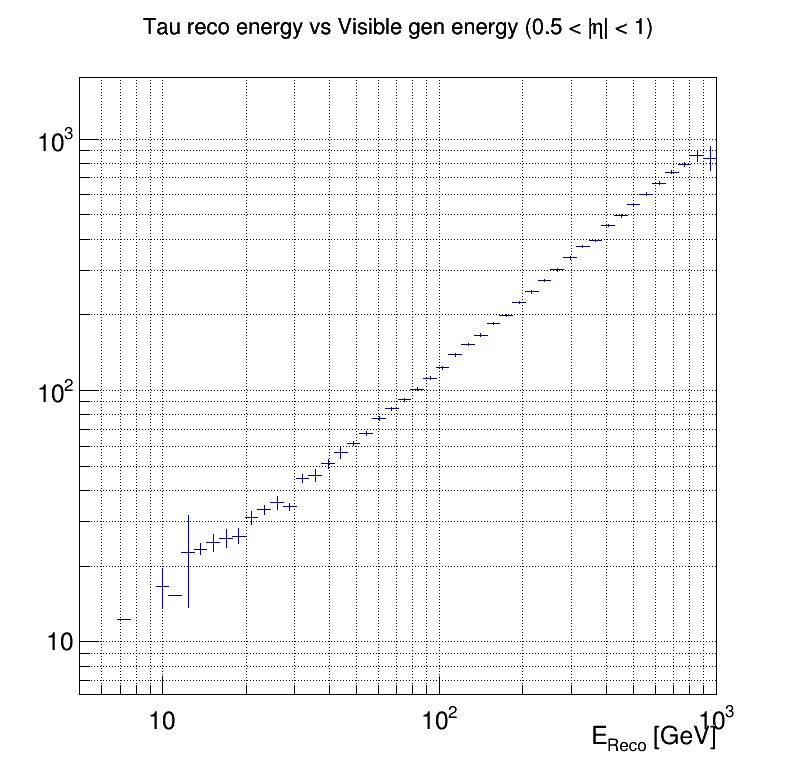 Tau reco energy vs Visible gen energy (0.5 < |η| < 1)
10³
10²
10
10 10² 10³
E_Reco [GeV]